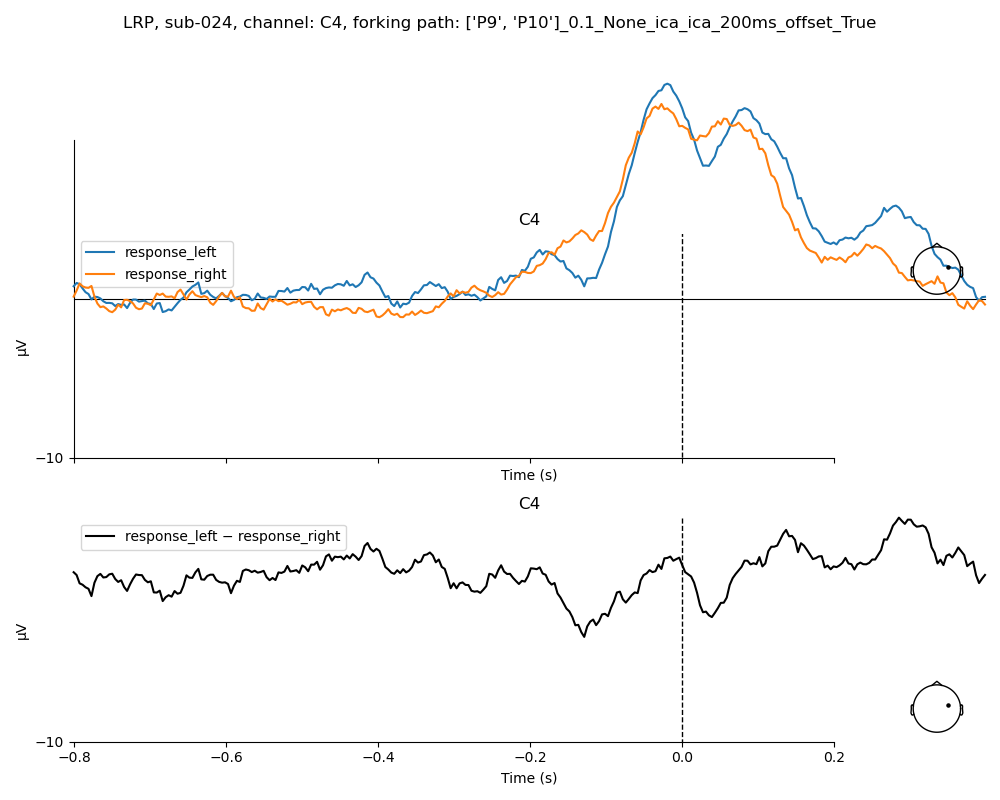 LRP, sub-024, channel: C4, forking path: ['P9', 'P10']_0.1_None_ica_ica_200ms_offset_True
C4
response_left
response_right
µV
−10
Time (s)
C4
response_left − response_right
µV
−10
−0.8
−0.6
−0.4
−0.2
0.0
0.2
Time (s)